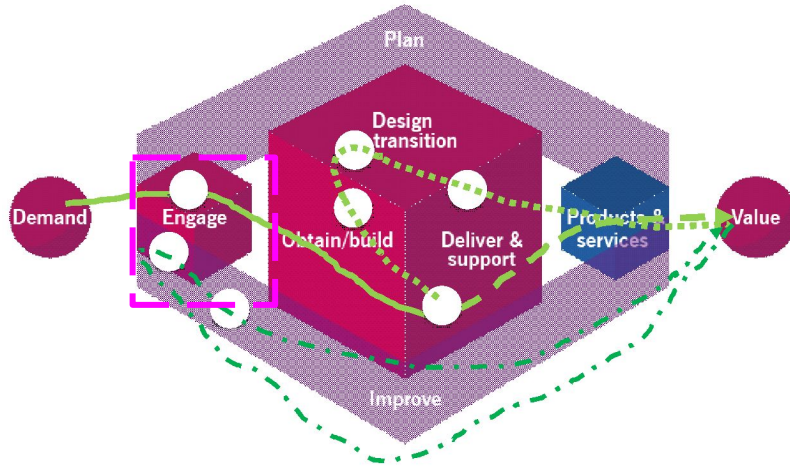 Plan
Design
transition
Demand
Engage
Obtain/build
Deliver &
support
Products &
services
Value
Improve